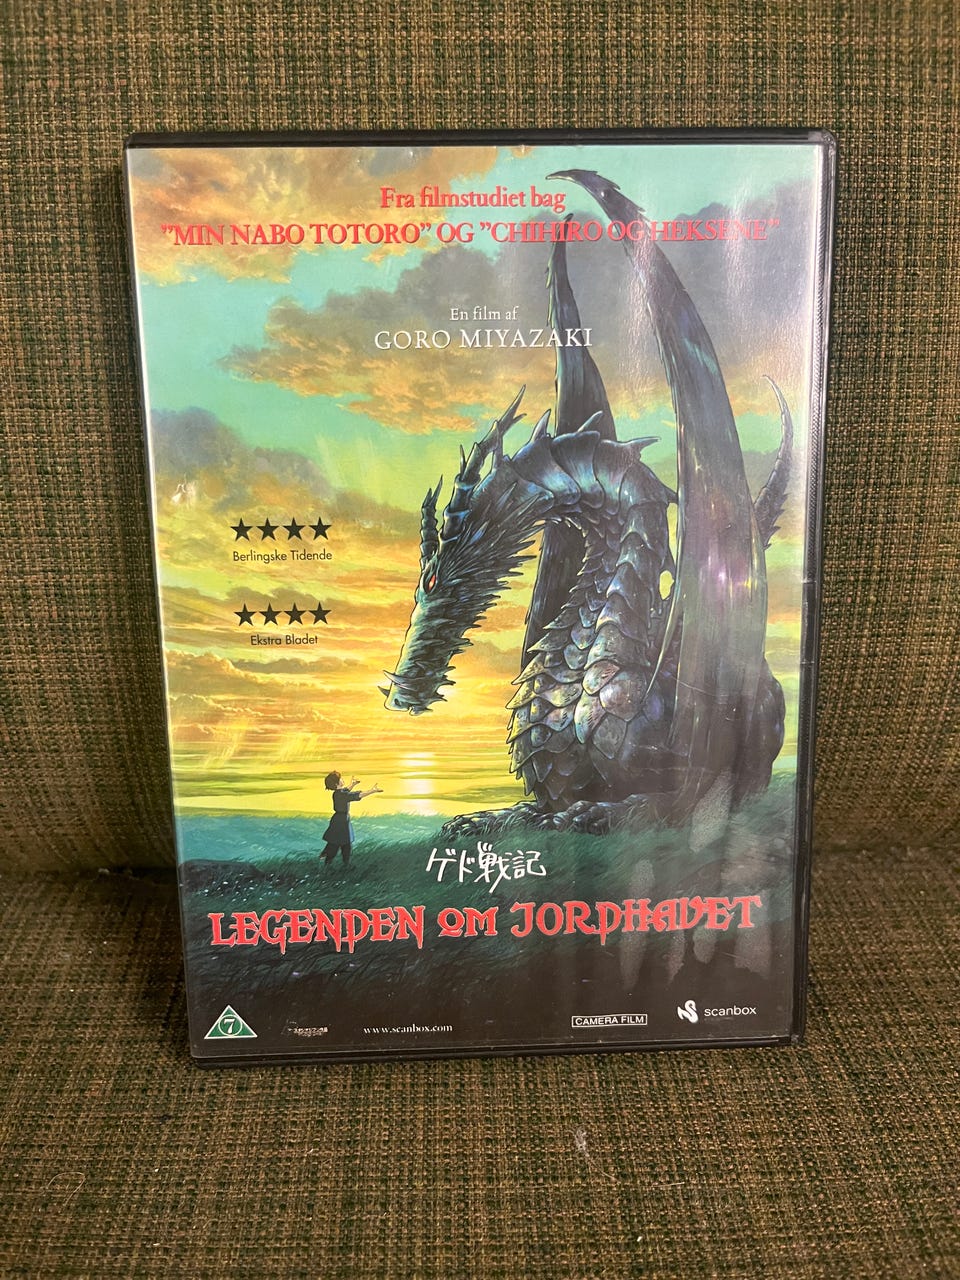 Fra filmstudiet bag
"MIN NABO TOTORO" OG "CHIHIRO OG HEKSENE"
En film af
GORO MIYAZAKI
★★★★
Berlingske Tidende
★★★★
Ekstra Bladet
ゲド戦記
LEGENDEN OM JORDHAVET
7
www.scanbox.com
CAMERA FILM
scanbox